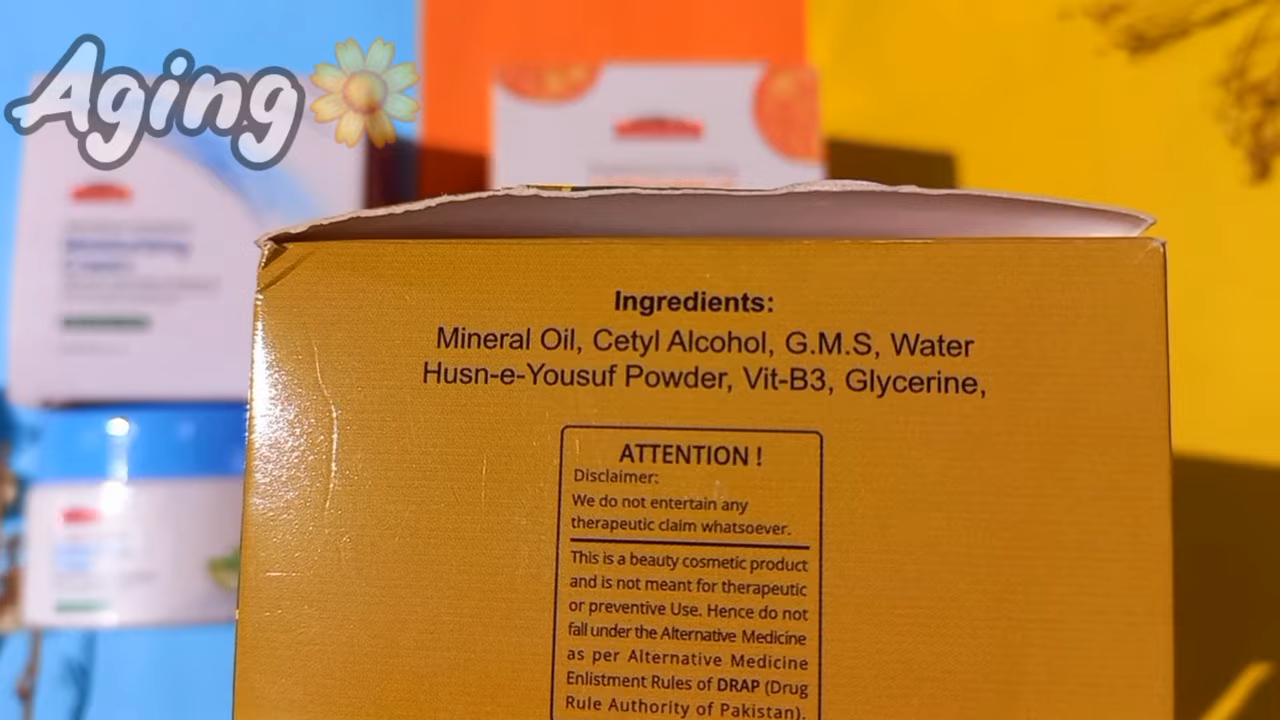 Aging
Ingredients:
Mineral Oil, Cetyl Alcohol, G.M.S, Water
Husn-e-Yousuf Powder, Vit-B3, Glycerine,
ATTENTION !
Disclaimer:
We do not entertain any
therapeutic claim whatsoever.
This is a beauty cosmetic product
and is not meant for therapeutic
or preventive Use. Hence do not
fall under the Alternative Medicine
as per Alternative Medicine
Enlistment Rules of DRAP (Drug
Rule Authority of Pakistan).